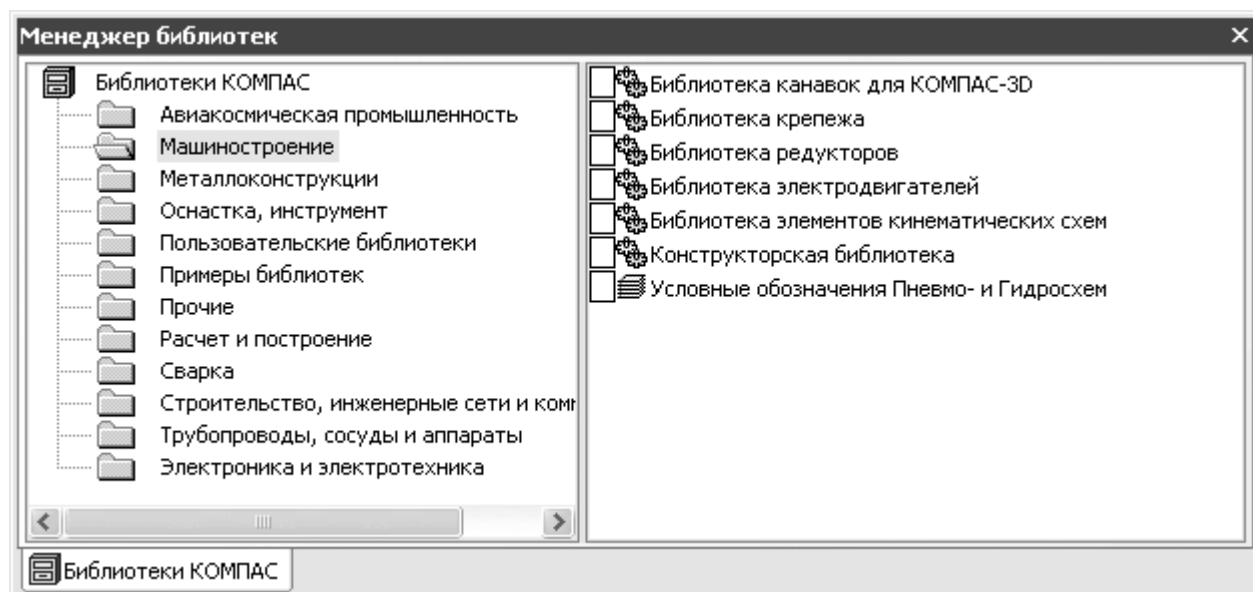 Менеджер библиотек
Библиотеки КОМПАС
Авиакосмическая промышленность
Машиностроение
Металлоконструкции
Оснастка, инструмент
Пользовательские библиотеки
Примеры библиотек
Прочие
Расчет и построение
Сварка
Строительство, инженерные сети и
Трубопроводы, сосуды и аппараты
Электроника и электротехника
Библиотека канавок для КОМПАС-3D
Библиотека крепежа
Библиотека редукторов
Библиотека электродвигателей
Библиотека элементов кинематических схем
Конструкторская библиотека
Условные обозначения Пневмо- и Гидросхем
Библиотеки КОМПАС